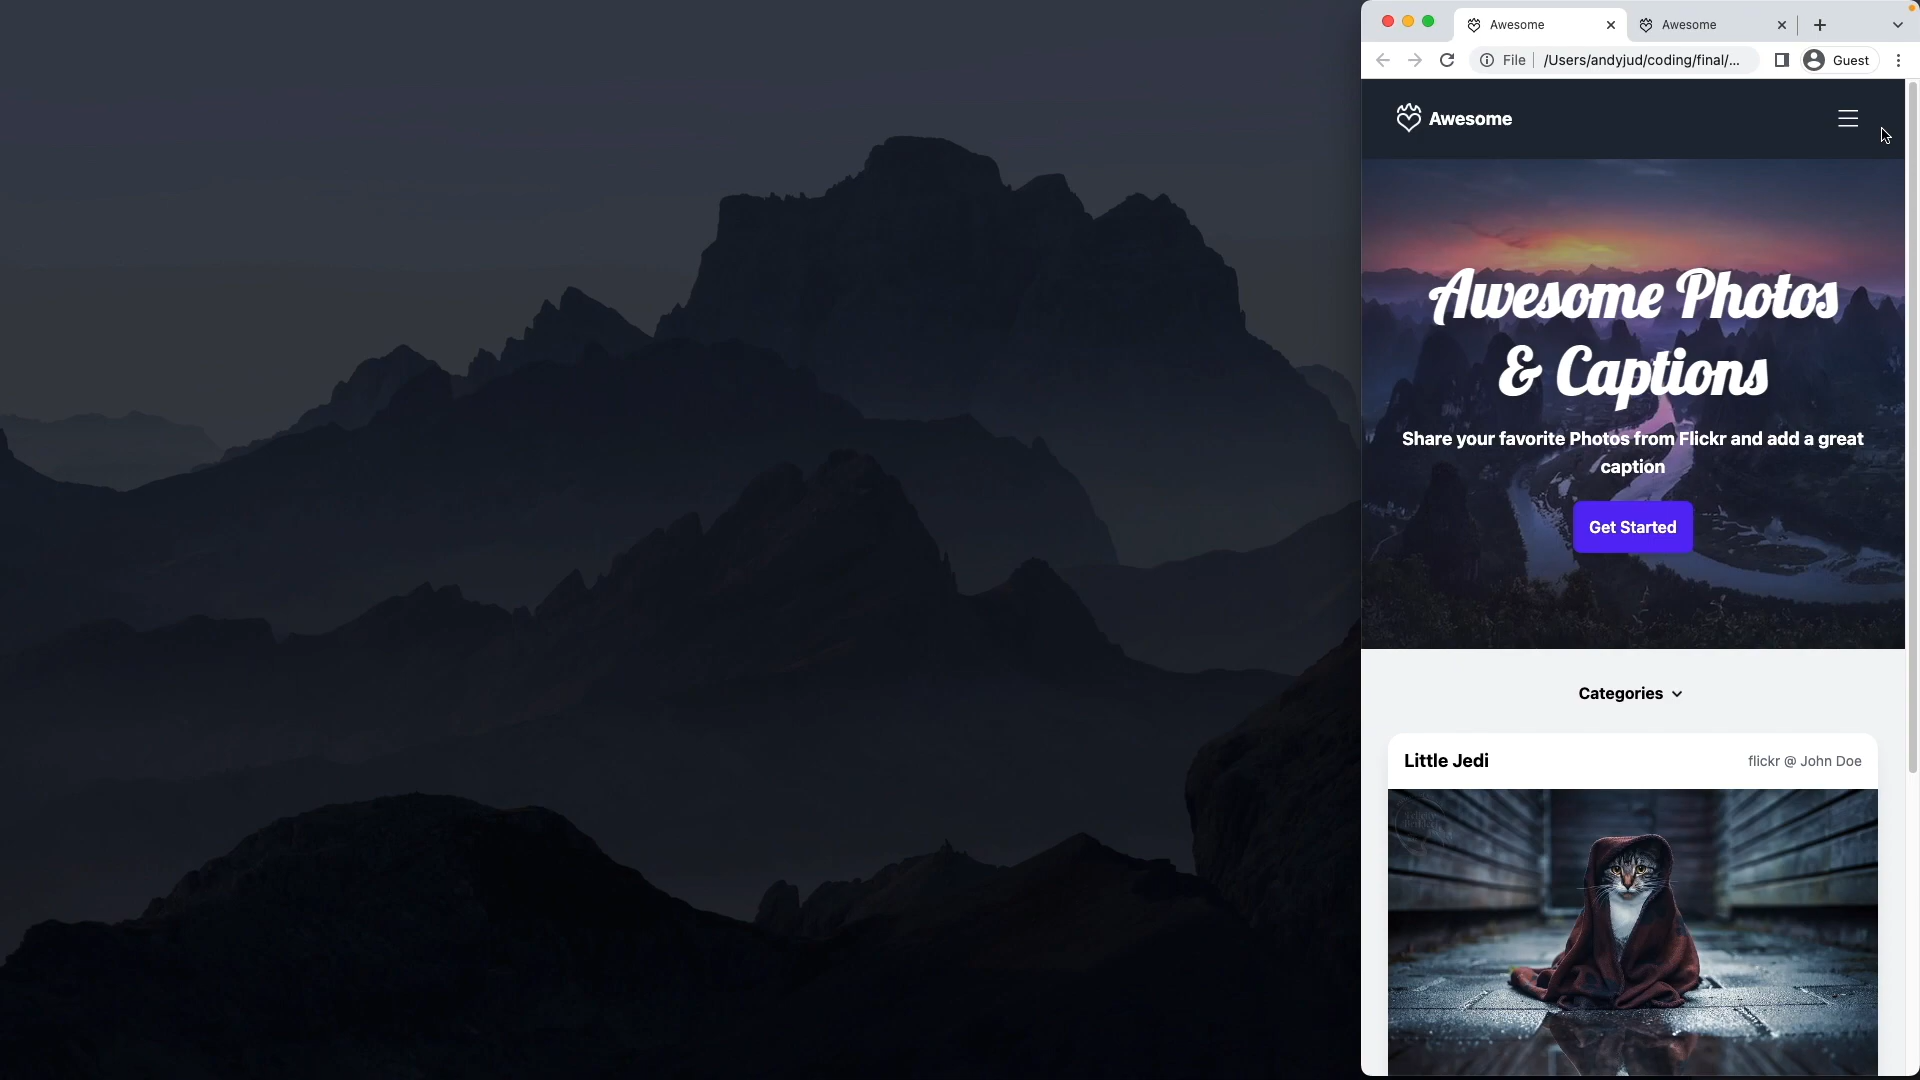 Awesome
Awesome
File
/Users/andyjud/coding/final/...
Guest
Awesome
Awesome Photos
& Captions
Share your favorite Photos from Flickr and add a great
caption
Get Started
Categories
Little Jedi
flickr @ John Doe